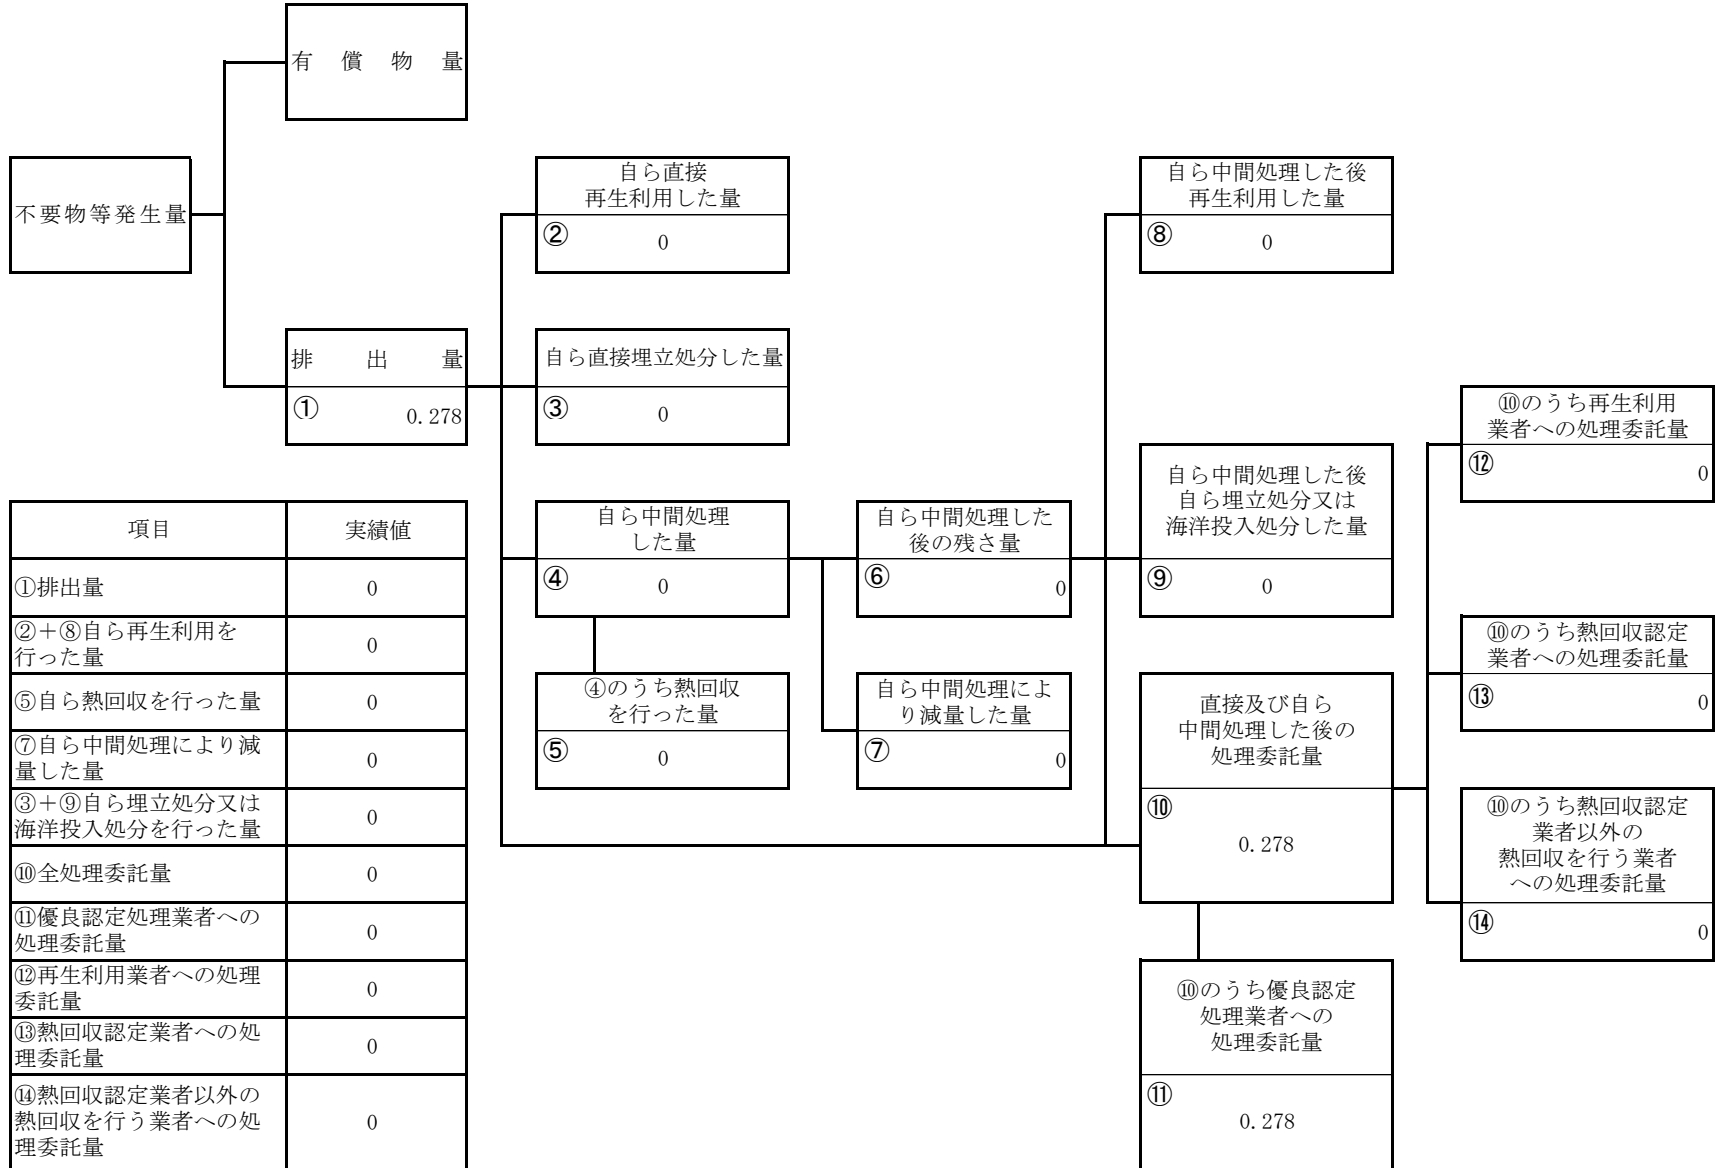 有償物量
不要物等発生量
排出量
① 0.278
自ら直接
再生利用した量
② 0
自ら直接埋立処分した量
③ 0
自ら中間処理
した量
④ 0
④のうち熱回収
を行った量
⑤ 0
自ら中間処理した
後の残さ量
⑥ 0
自ら中間処理によ
り減量した量
⑦ 0
自ら中間処理した後
再生利用した量
⑧ 0
自ら中間処理した後
自ら埋立処分又は
海洋投入処分した量
⑨ 0
直接及び自ら
中間処理した後の
処理委託量
⑩
0.278
⑩のうち優良認定
処理業者への
処理委託量
⑪
0.278
⑩のうち再生利用
業者への処理委託量
⑫ 0
⑩のうち熱回収認定
業者への処理委託量
⑬ 0
⑩のうち熱回収認定
業者以外の
熱回収を行う業者
への処理委託量
⑭ 0
項目 実績値
①排出量 0
②＋⑧自ら再生利用を
行った量 0
⑤自ら熱回収を行った量 0
⑦自ら中間処理により減
量した量 0
③＋⑨自ら埋立処分又は
海洋投入処分を行った量 0
⑩全処理委託量 0
⑪優良認定処理業者への
処理委託量 0
⑫再生利用業者への処理
委託量 0
⑬熱回収認定業者への処
理委託量 0
⑭熱回収認定業者以外の
熱回収を行う業者への処
理委託量 0